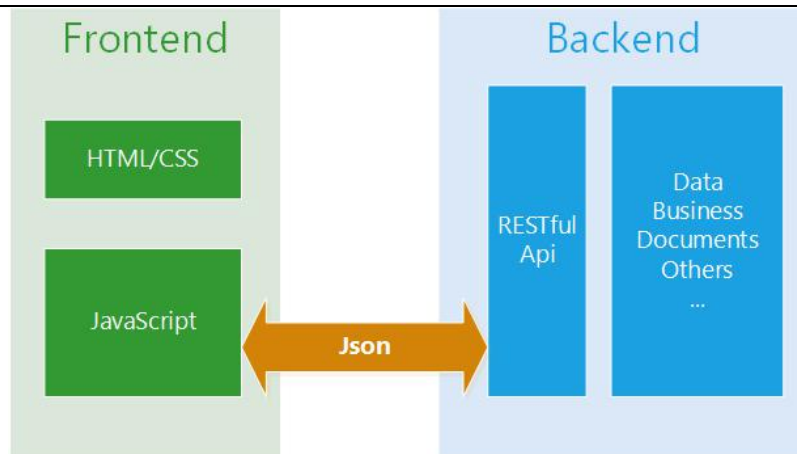 Frontend
HTML/CSS
JavaScript
Json
Backend
RESTful
Api
Data
Business
Documents
Others
...